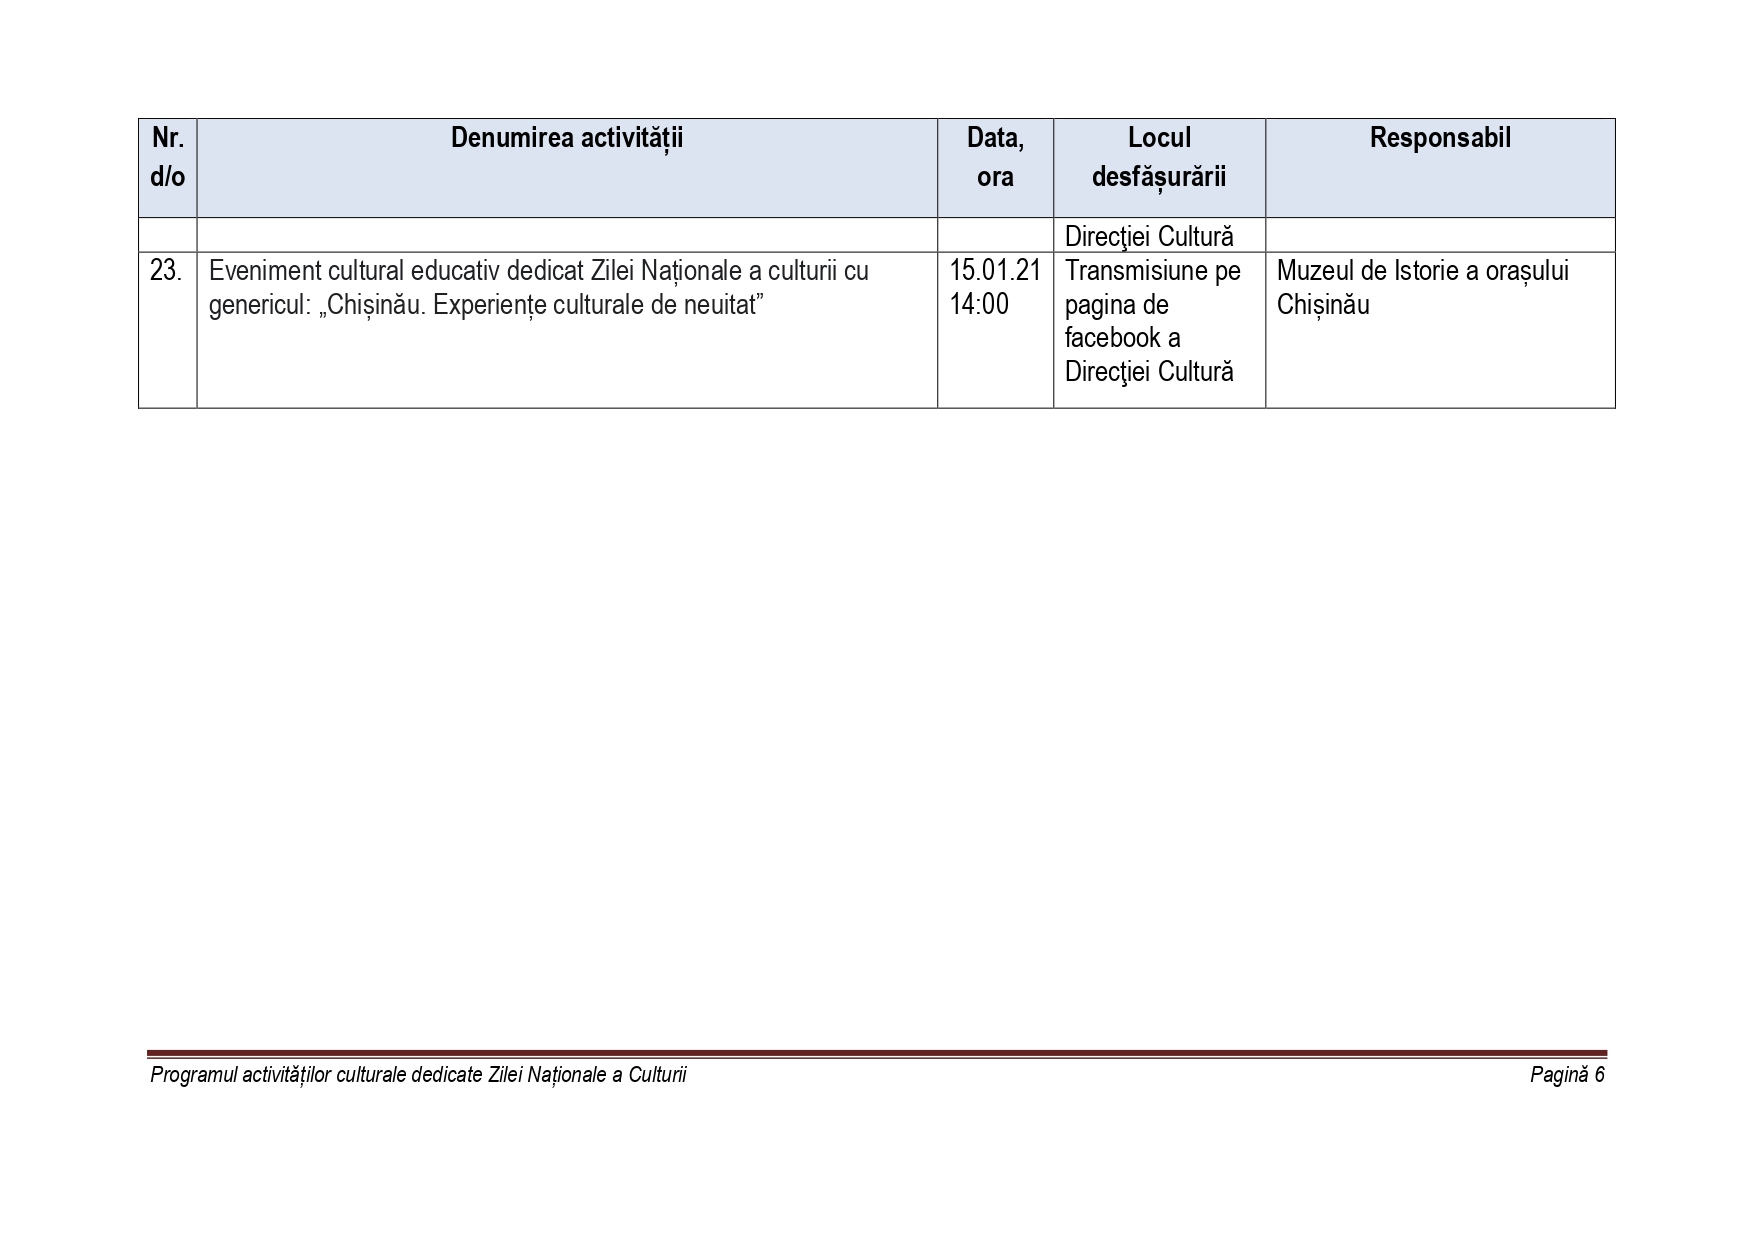 Nr. d/o Denumirea activității Data, ora Locul desfășurării Responsabil
Direcţiei Cultură
23. Eveniment cultural educativ dedicat Zilei Naționale a culturii cu 15.01.21 Transmisiune pe Muzeul de Istorie a orașului
genericul: „Chișinău. Experiențe culturale de neuitat” 14:00 pagina de Chișinău
facebook a
Direcţiei Cultură
Programul activităților culturale dedicate Zilei Naționale a Culturii Pagină 6